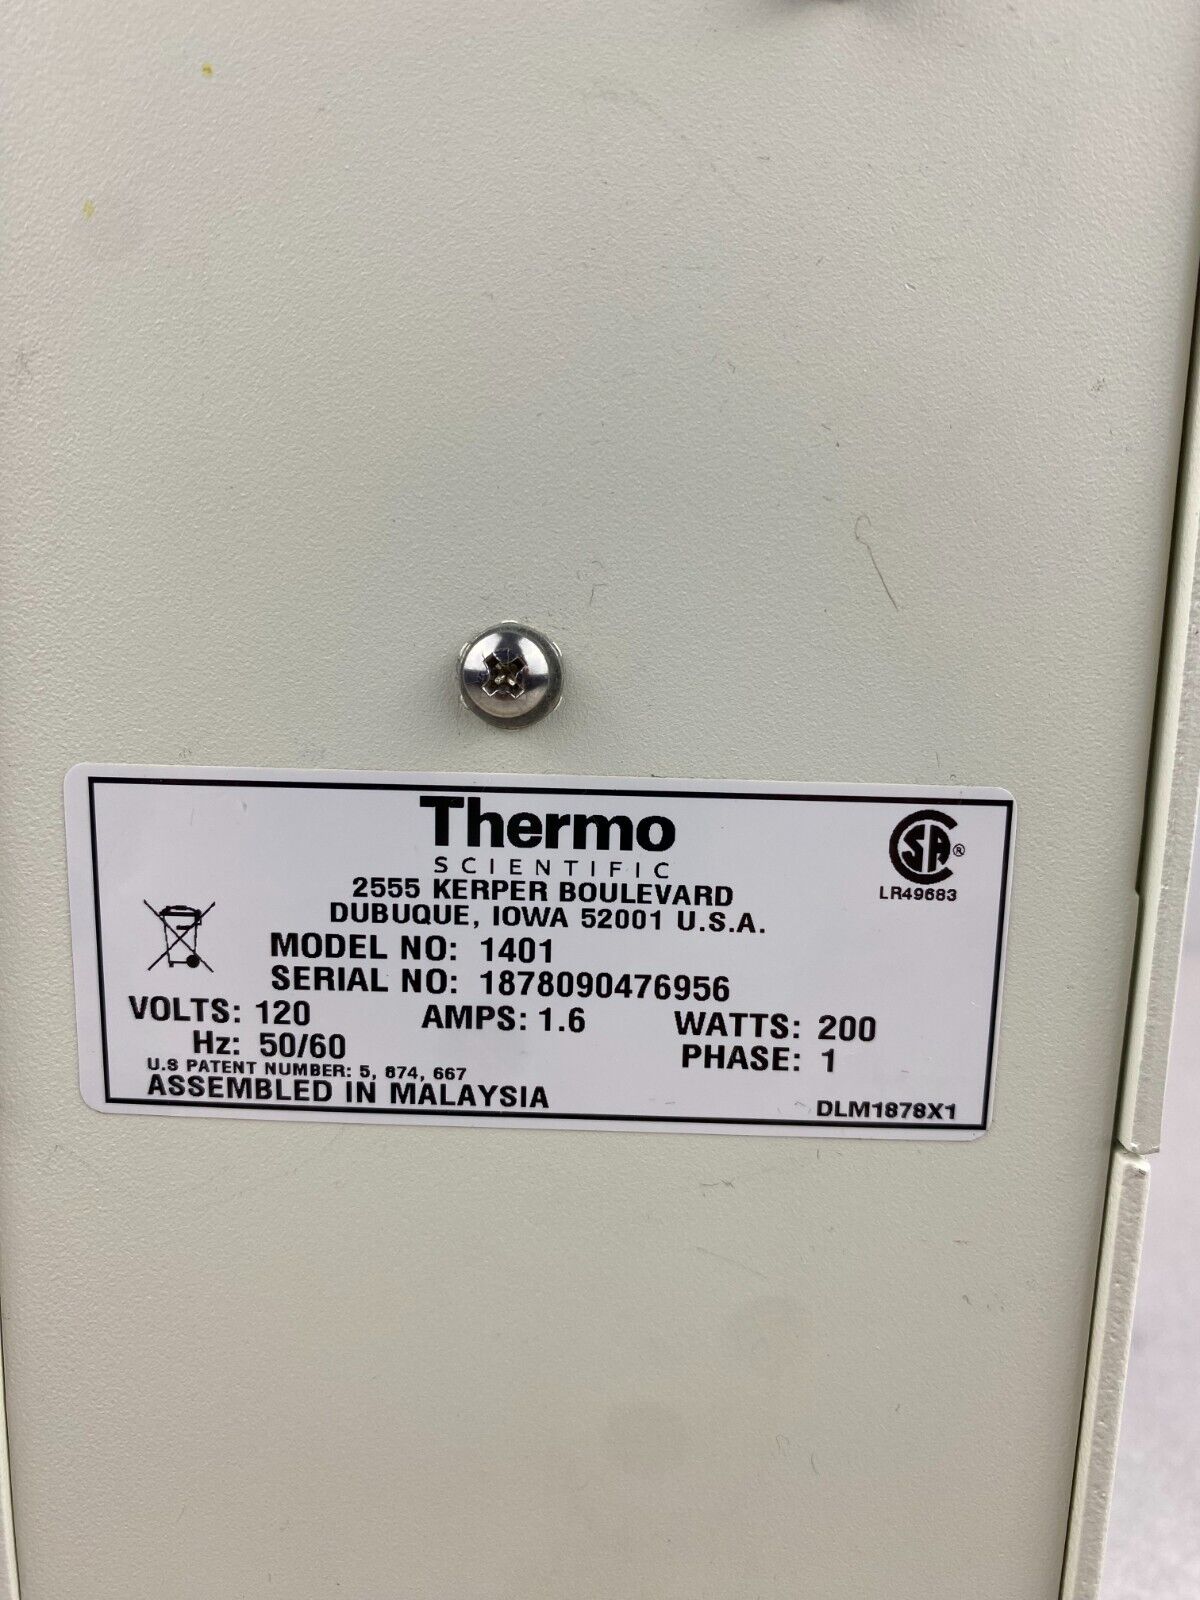 Thermo
SCIENTIFIC
SA ®
LR49683
2555 KERPER BOULEVARD
DUBUQUE, IOWA 52001 U.S.A.
MODEL NO: 1401
SERIAL NO: 1878090476956
VOLTS: 120 AMPS: 1.6 WATTS: 200
Hz: 50/60 PHASE: 1
U.S PATENT NUMBER: 5, 874, 667
ASSEMBLED IN MALAYSIA
DLM1878X1